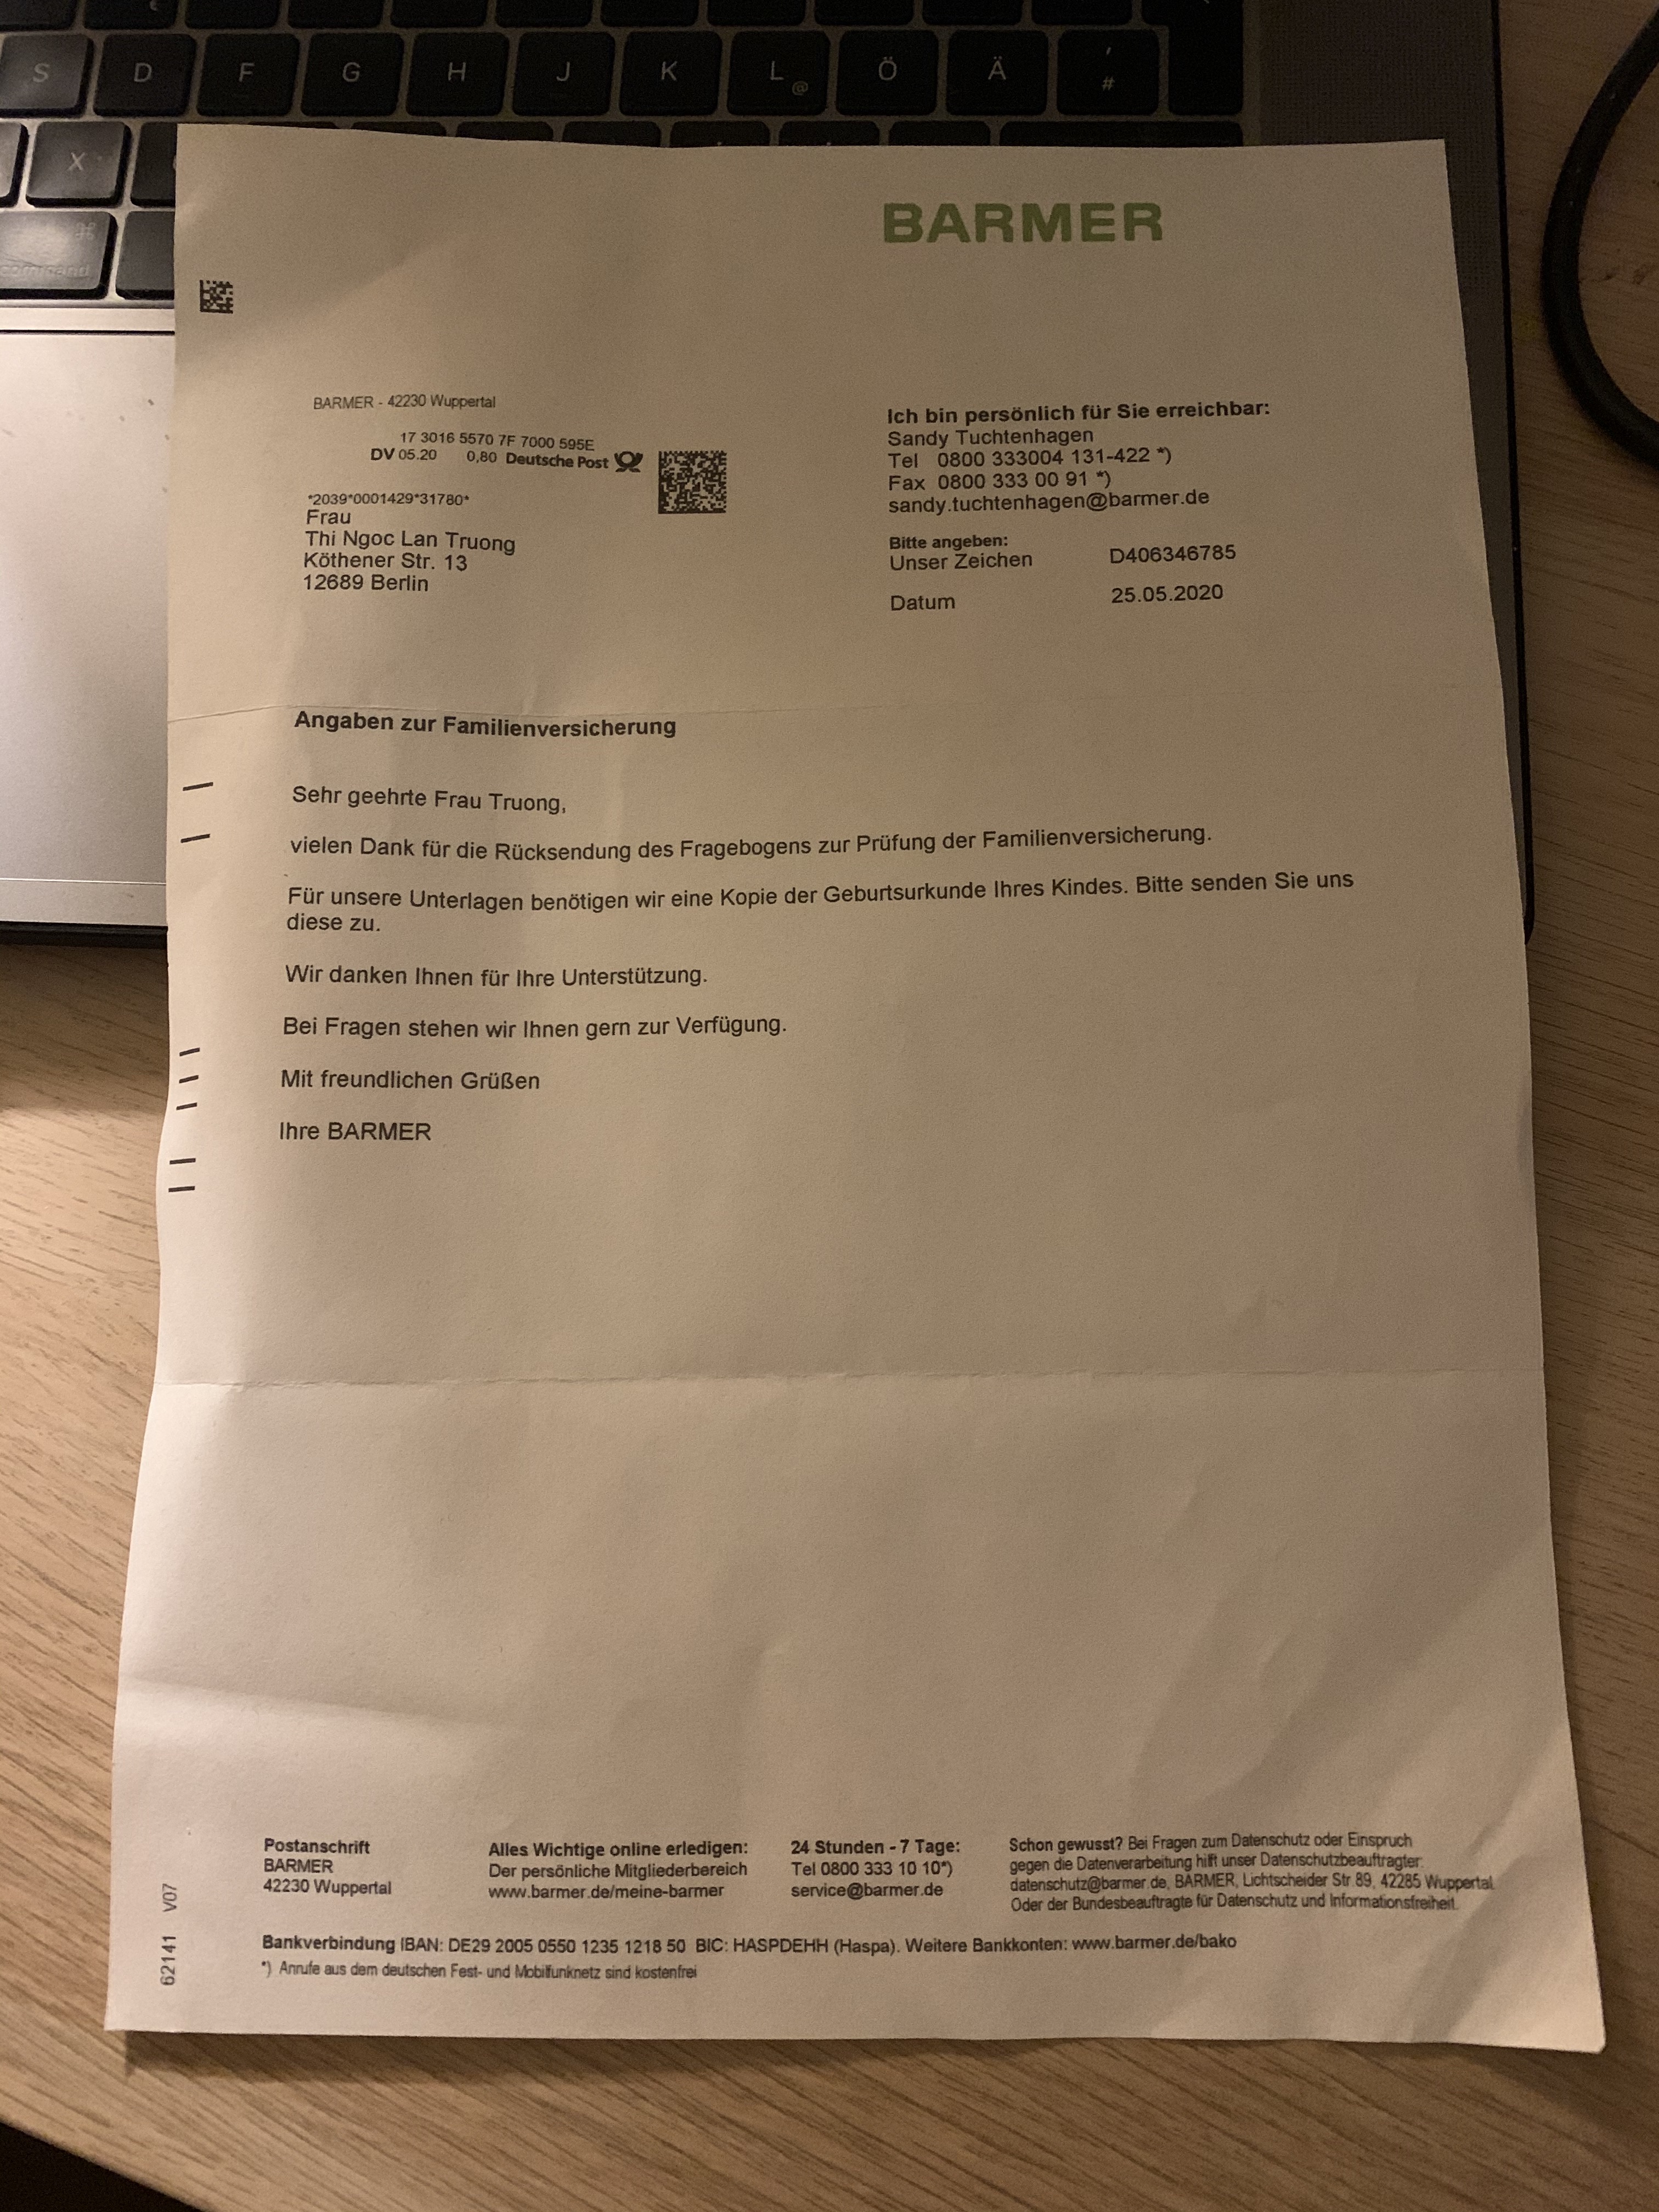 S D F G H J K L @ Ö Ä ' #
X
⌘
command
BARMER
BARMER - 42230 Wuppertal
17 3016 5570 7F 7000 595E
DV 05.20 0,80 Deutsche Post
*2039*0001429*31780*
Frau
Thi Ngoc Lan Truong
Köthener Str. 13
12689 Berlin
Ich bin persönlich für Sie erreichbar:
Sandy Tuchtenhagen
Tel 0800 333004 131-422 *)
Fax 0800 333 00 91 *)
sandy.tuchtenhagen@barmer.de
Bitte angeben:
Unser Zeichen D406346785
Datum 25.05.2020
Angaben zur Familienversicherung
Sehr geehrte Frau Truong,
vielen Dank für die Rücksendung des Fragebogens zur Prüfung der Familienversicherung.
Für unsere Unterlagen benötigen wir eine Kopie der Geburtsurkunde Ihres Kindes. Bitte senden Sie uns
diese zu.
Wir danken Ihnen für Ihre Unterstützung.
Bei Fragen stehen wir Ihnen gern zur Verfügung.
Mit freundlichen Grüßen
Ihre BARMER
Postanschrift
BARMER
42230 Wuppertal
Alles Wichtige online erledigen:
Der persönliche Mitgliederbereich
www.barmer.de/meine-barmer
24 Stunden - 7 Tage:
Tel 0800 333 10 10*)
service@barmer.de
Schon gewusst? Bei Fragen zum Datenschutz oder Einspruch
gegen die Datenverarbeitung hilft unser Datenschutzbeauftragter:
datenschutz@barmer.de, BARMER, Lichtscheider Str.89, 42285 Wuppertal.
Oder der Bundesbeauftragte für Datenschutz und Informationsfreiheit.
Bankverbindung IBAN: DE29 2005 0550 1235 1218 50 BIC: HASPDEHH (Haspa). Weitere Bankkonten: www.barmer.de/bako
*) Anrufe aus dem deutschen Fest- und Mobilfunknetz sind kostenfrei
62141 V07